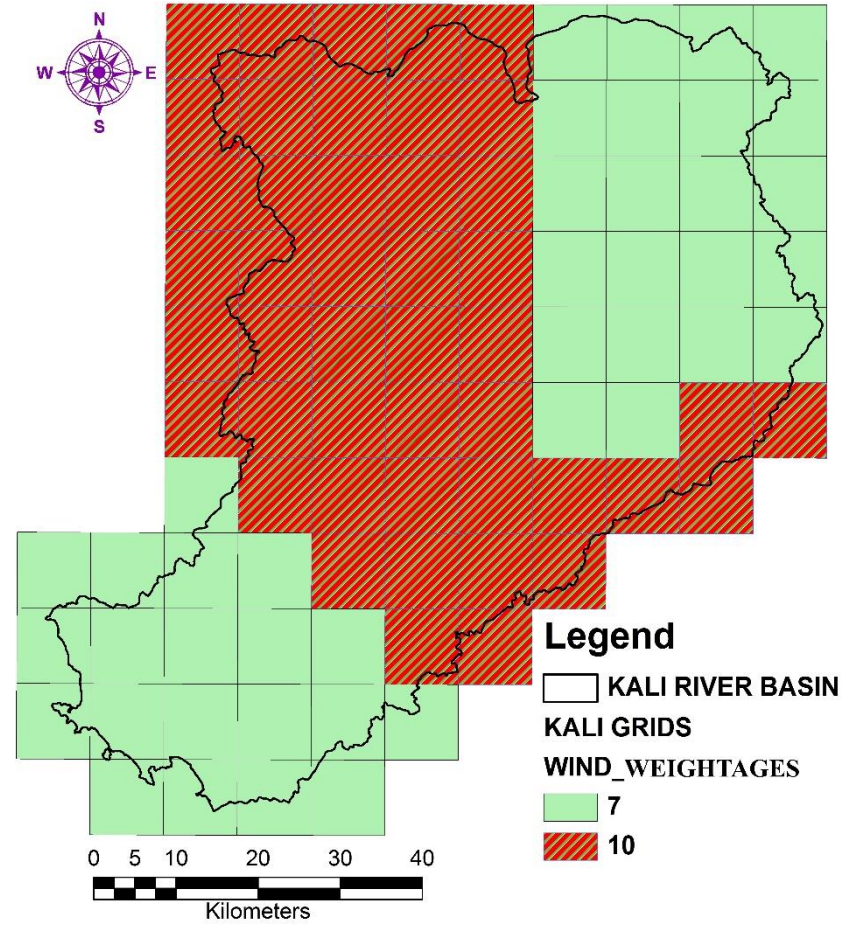 N
W E
S
Legend
KALI RIVER BASIN
KALI GRIDS
WIND_WEIGHTAGES
7
10
0 5 10 20 30 40
Kilometers